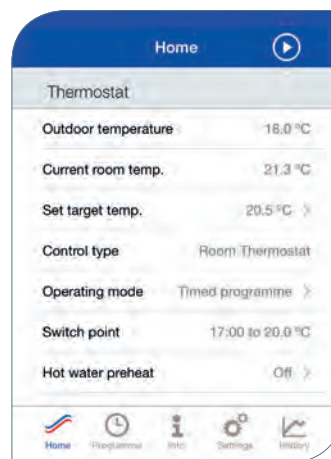 Home
Thermostat
Outdoor temperature 18.0 °C
Current room temp. 21.3 °C
Set target temp. 20.5 °C
Control type Room Thermostat
Operating mode Timed programme
Switch point 17:00 to 20.0 °C
Hot water preheat Off
Home Programme Info Settings History